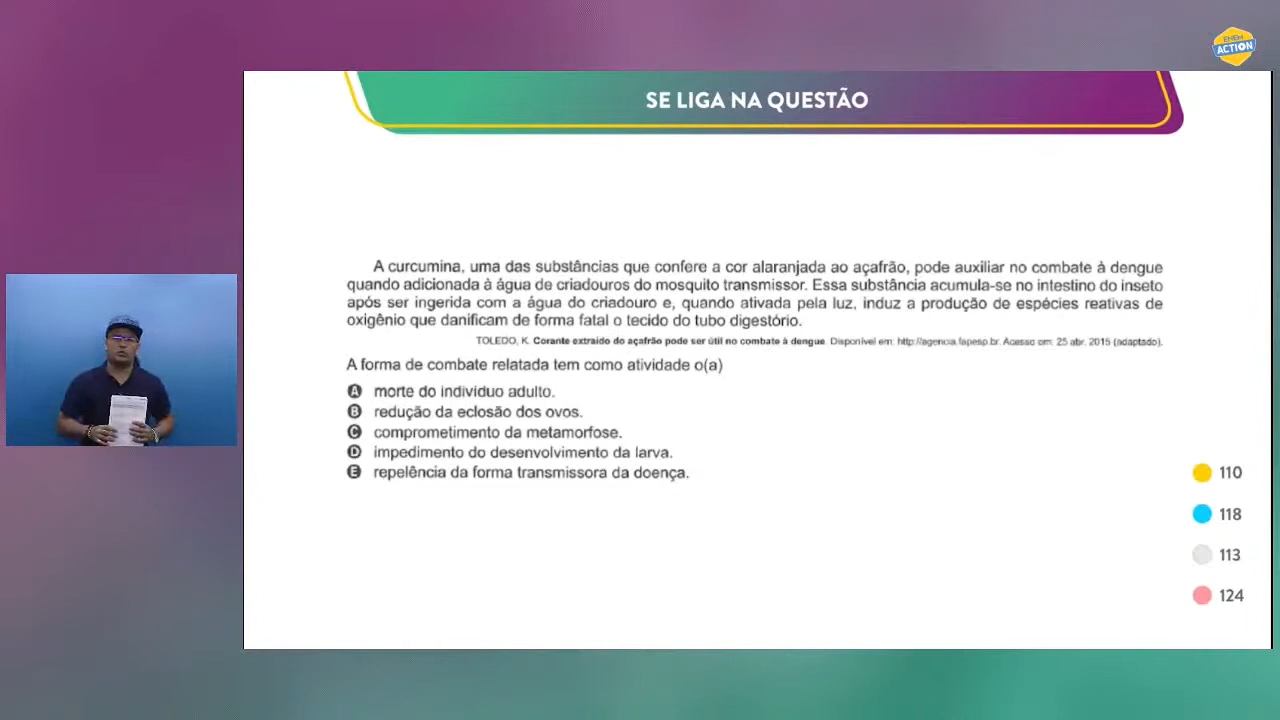 ENEM
ACTION
SE LIGA NA QUESTÃO
A curcumina, uma das substâncias que confere a cor alaranjada ao açafrão, pode auxiliar no combate à dengue
quando adicionada à água de criadouros do mosquito transmissor. Essa substância acumula-se no intestino do inseto
após ser ingerida com a água do criadouro e, quando ativada pela luz, induz a produção de espécies reativas de
oxigênio que danificam de forma fatal o tecido do tubo digestório.
TOLEDO, K. Corante extraído do açafrão pode ser útil no combate à dengue. Disponível em: http://agencia.fapesp.br. Acesso em: 25 abr. 2015 (adaptado).
A forma de combate relatada tem como atividade o(a)
A morte do indivíduo adulto.
B redução da eclosão dos ovos.
C comprometimento da metamorfose.
D impedimento do desenvolvimento da larva.
E repelência da forma transmissora da doença.
110
118
113
124